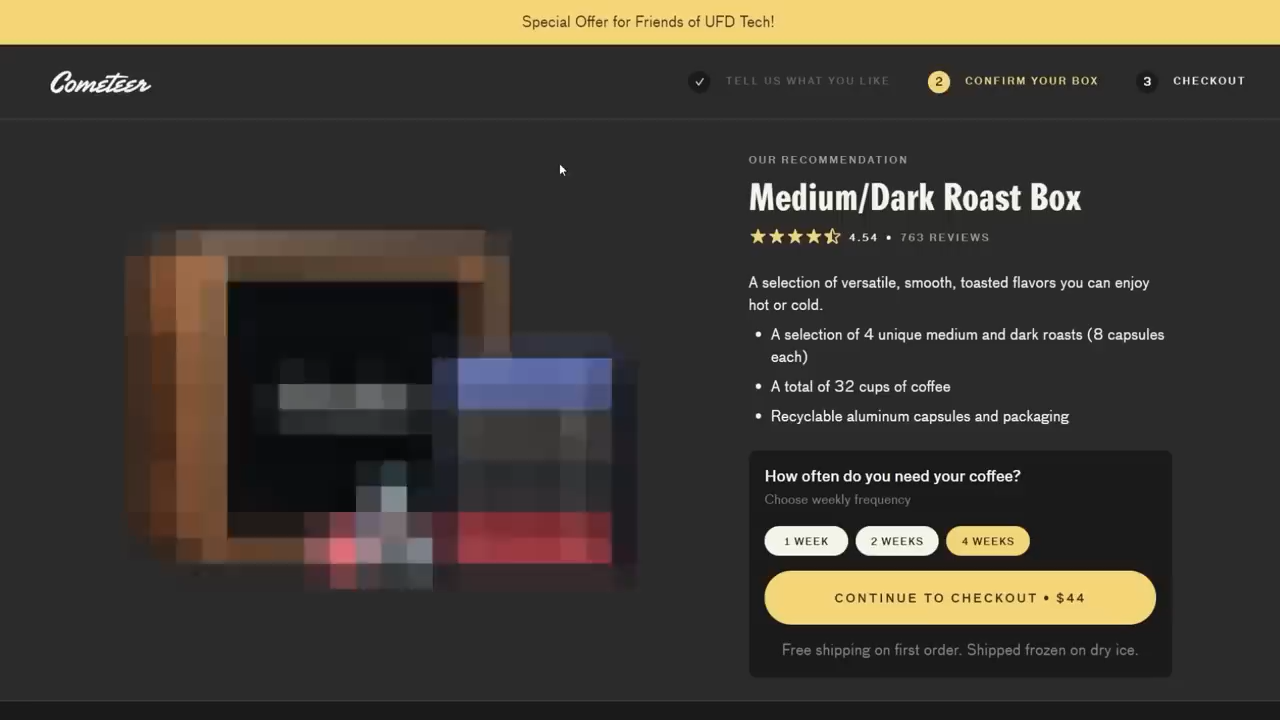 Special Offer for Friends of UFD Tech!
Cometeer
✓ TELL US WHAT YOU LIKE 2 CONFIRM YOUR BOX 3 CHECKOUT
OUR RECOMMENDATION
Medium/Dark Roast Box
4.54 • 763 REVIEWS
A selection of versatile, smooth, toasted flavors you can enjoy
hot or cold.
• A selection of 4 unique medium and dark roasts (8 capsules
each)
• A total of 32 cups of coffee
• Recyclable aluminum capsules and packaging
How often do you need your coffee?
Choose weekly frequency
1 WEEK 2 WEEKS 4 WEEKS
CONTINUE TO CHECKOUT • $44
Free shipping on first order. Shipped frozen on dry ice.